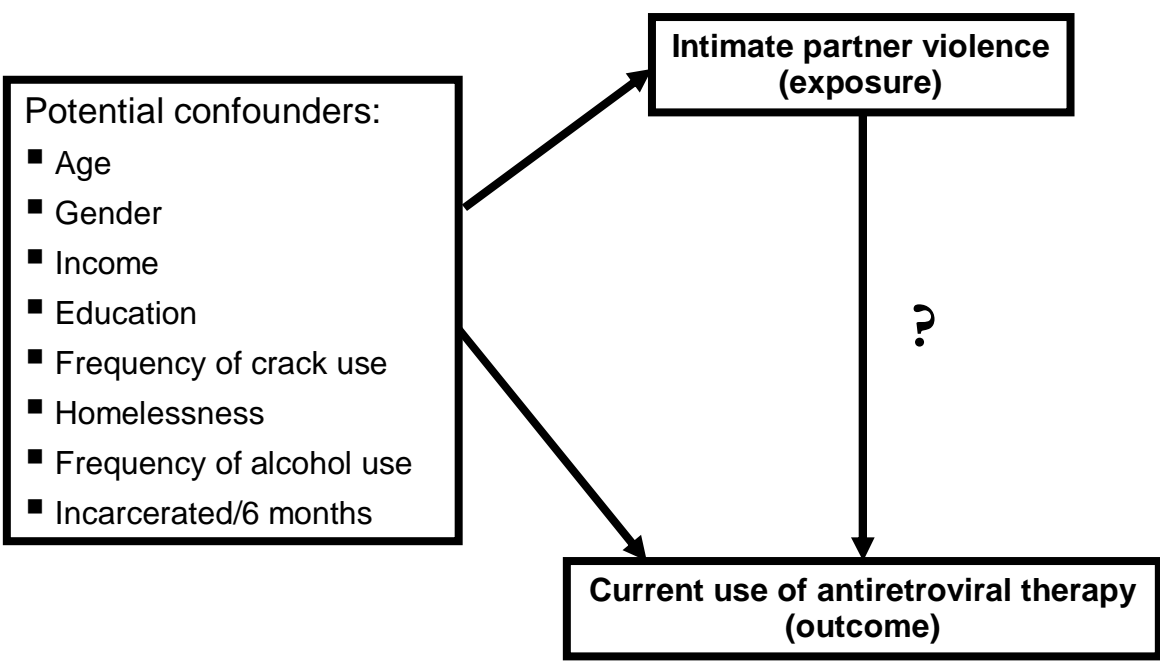 Intimate partner violence
(exposure)
Potential confounders:
▪ Age
▪ Gender
▪ Income
▪ Education
▪ Frequency of crack use
▪ Homelessness
▪ Frequency of alcohol use
▪ Incarcerated/6 months
?
Current use of antiretroviral therapy
(outcome)